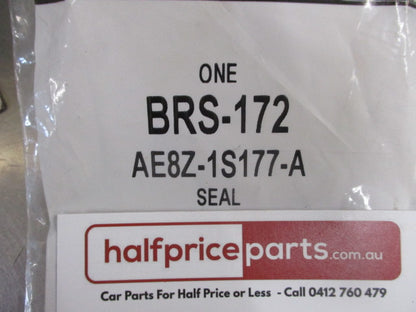 ONE
BRS-172
AE8Z-1S177-A
SEAL
halfpriceparts.com.au
Car Parts For Half Price or Less - Call 0412 760 479